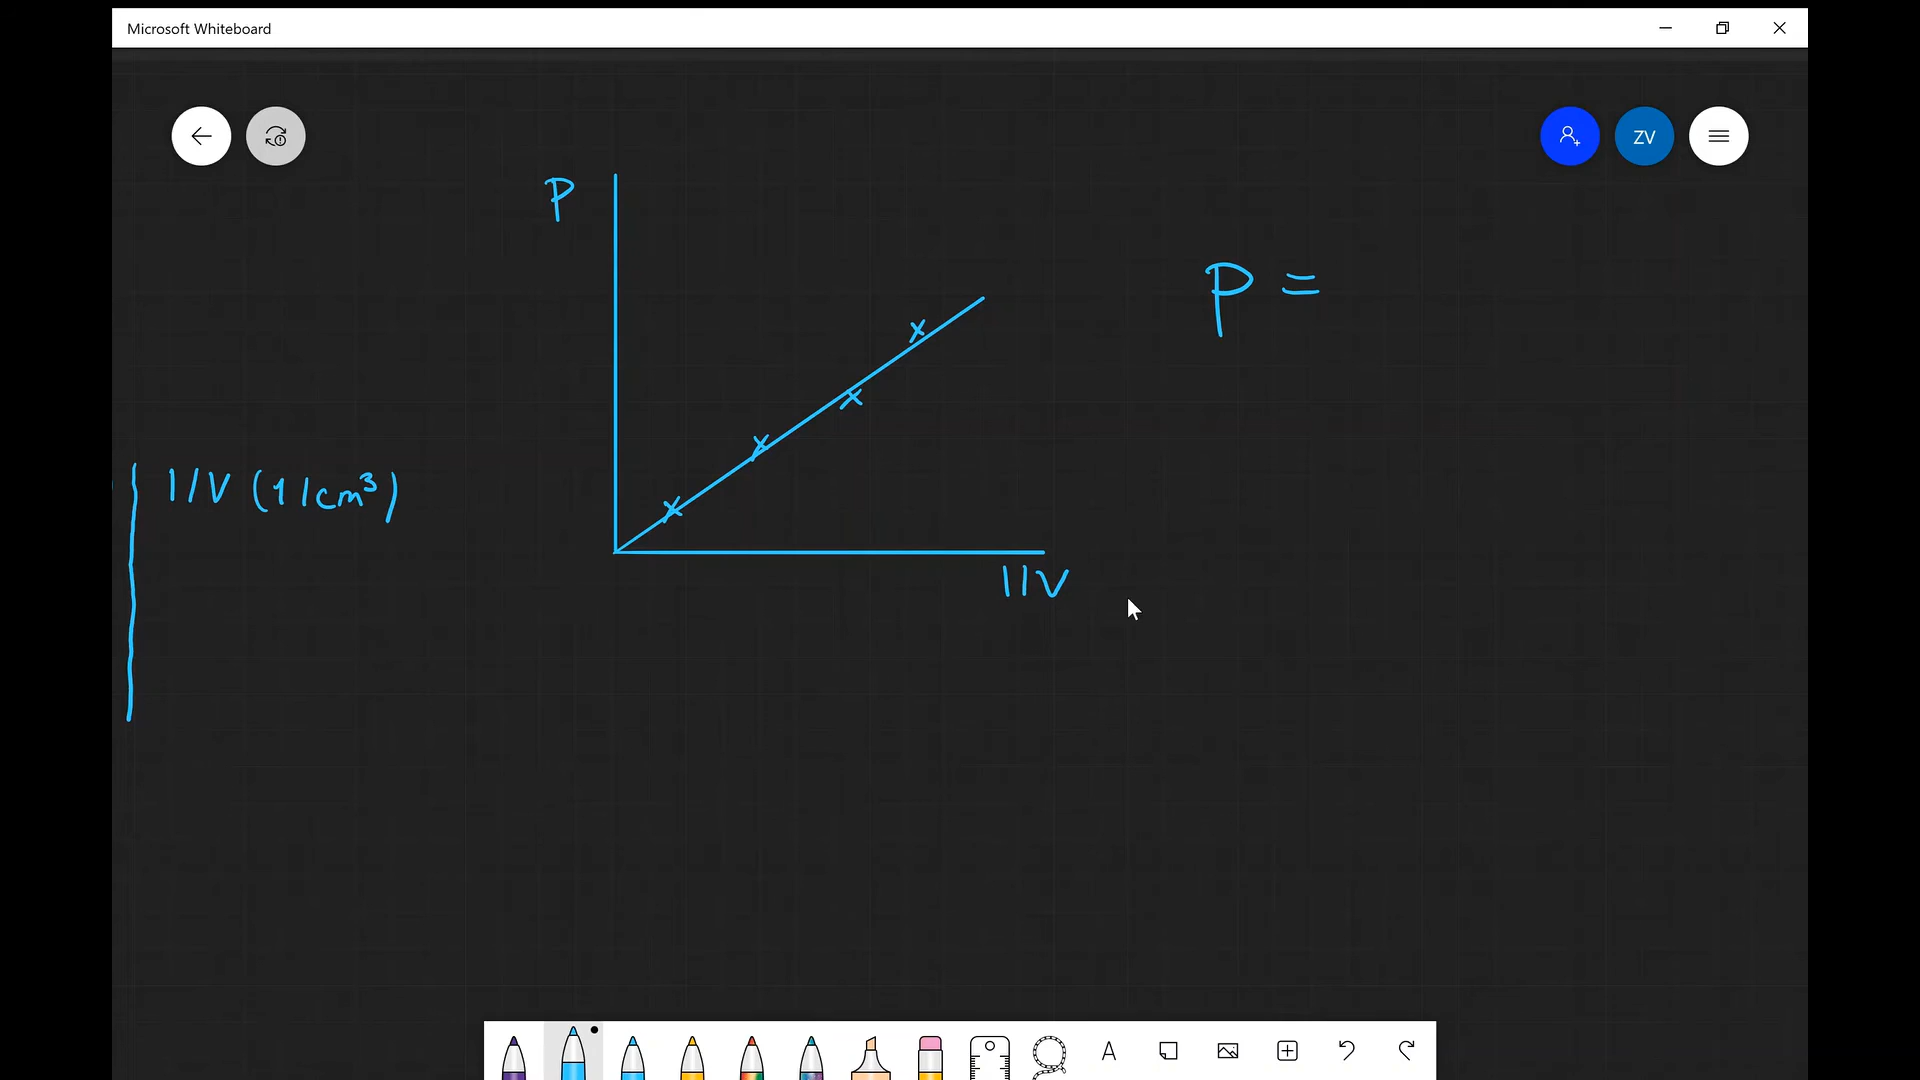 Microsoft Whiteboard
ZV
P
P =
1/V (1/cm³)
1/V
A